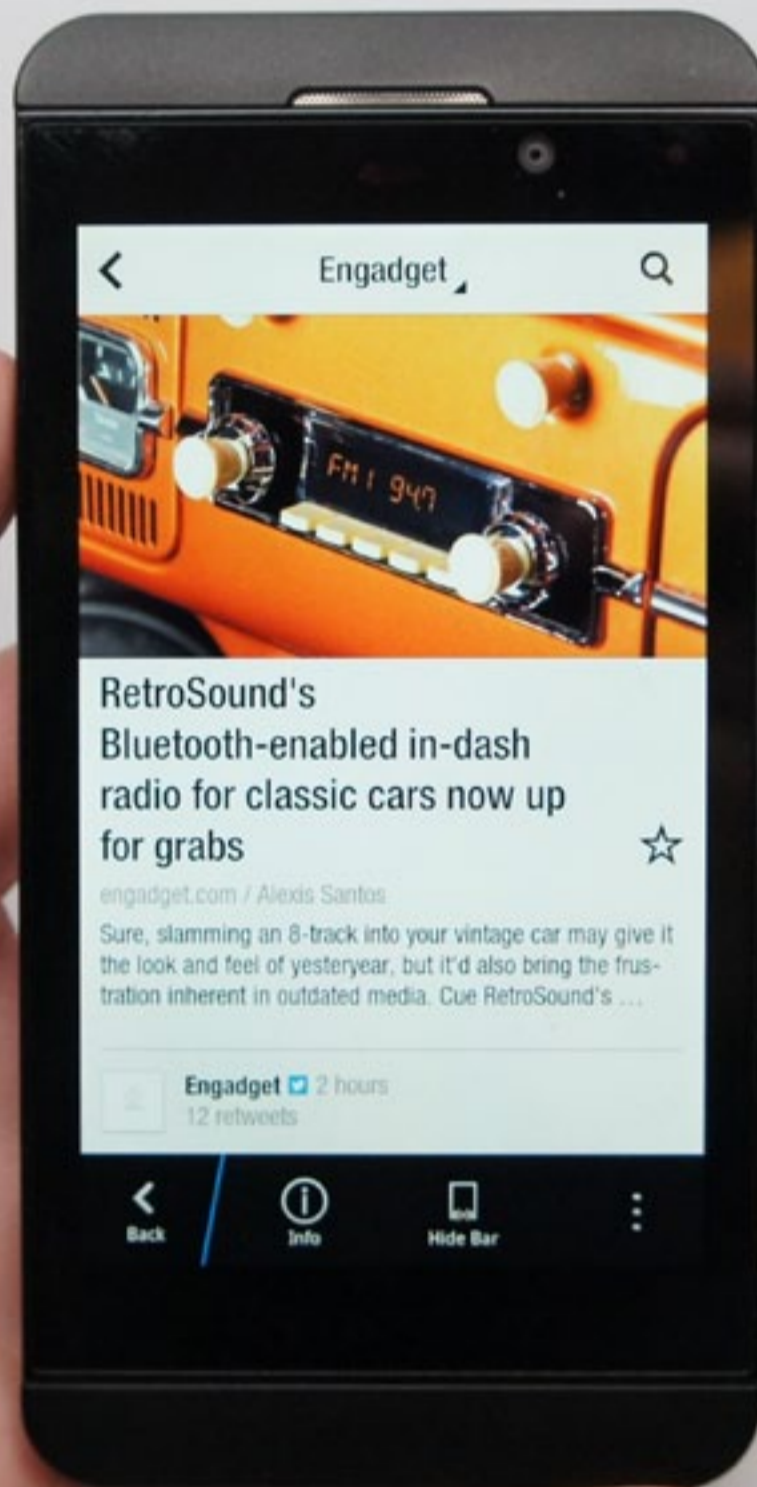 Engadget
FM1 947
RetroSound's
Bluetooth-enabled in-dash
radio for classic cars now up
for grabs
engadget.com / Alexis Santos
Sure, slamming an 8-track into your vintage car may give it
the look and feel of yesteryear, but it'd also bring the frus-
tration inherent in outdated media. Cue RetroSound's ...
Engadget 2 hours
12 retweets
Back Info Hide Bar